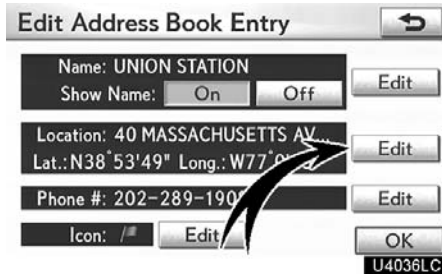 Edit Address Book Entry
Name: UNION STATION
Edit
Show Name: On Off
Location: 40 MASSACHUSETTS AV...
Edit
Lat.:N38°53'49" Long.:W77°
Phone #: 202-289-190
Edit
Icon: Edit
OK
U4036LC